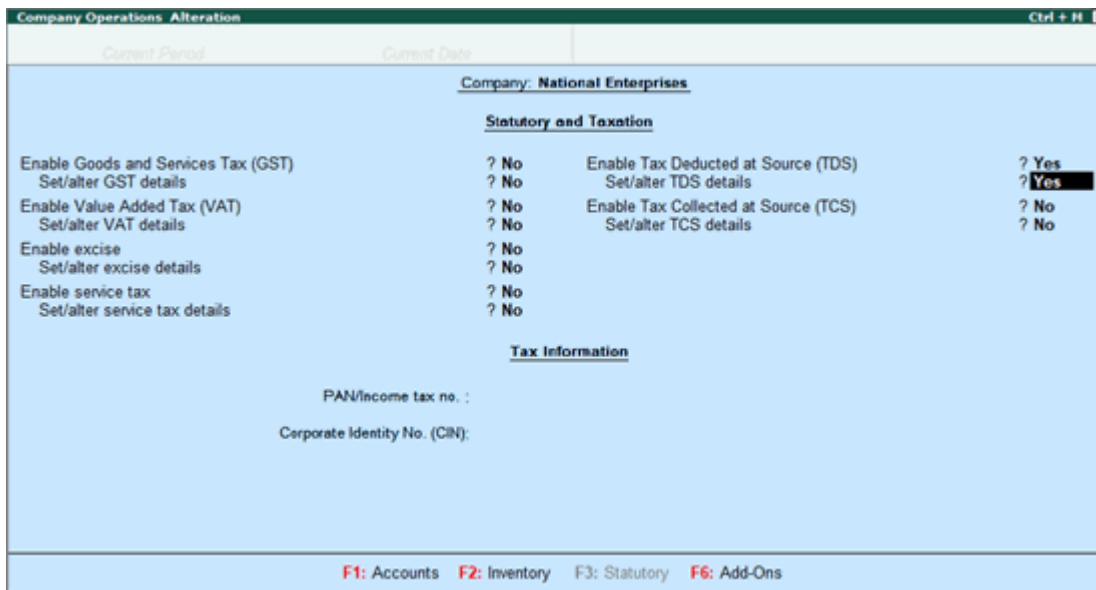 Company Operations Alteration Ctrl + M
Current Period Current Date
Company: National Enterprises
Statutory and Taxation
Enable Goods and Services Tax (GST) ? No Enable Tax Deducted at Source (TDS) ? Yes
Set/alter GST details ? No Set/alter TDS details ? Yes
Enable Value Added Tax (VAT) ? No Enable Tax Collected at Source (TCS) ? No
Set/alter VAT details ? No Set/alter TCS details ? No
Enable excise ? No
Set/alter excise details ? No
Enable service tax ? No
Set/alter service tax details ? No
Tax Information
PAN/Income tax no. :
Corporate Identity No. (CIN):
F1: Accounts F2: Inventory F3: Statutory F6: Add-Ons